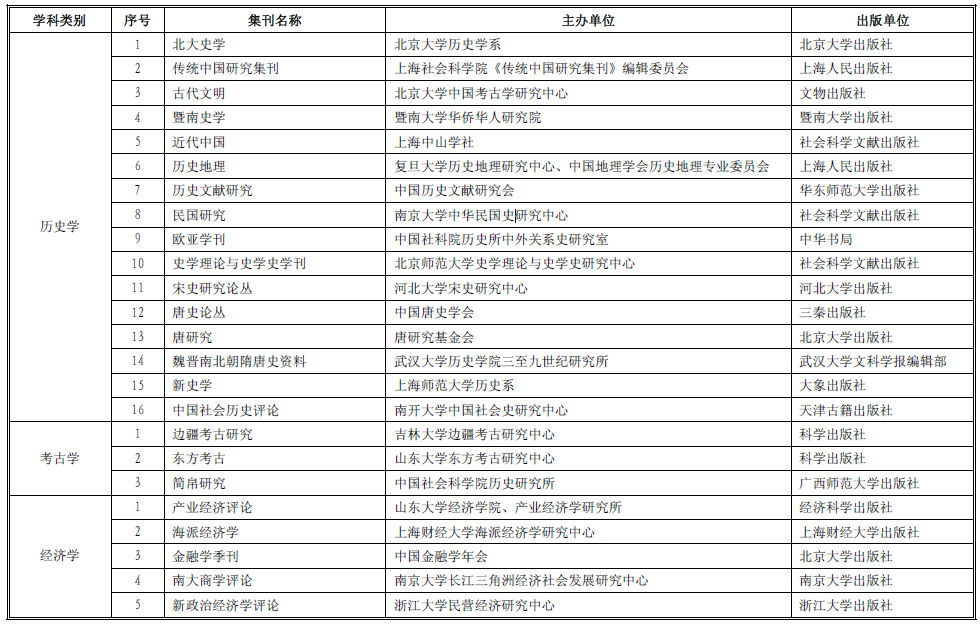 学科类别 序号 集刊名称 主办单位 出版单位
历史学 1 北大史学 北京大学历史学系 北京大学出版社
2 传统中国研究集刊 上海社会科学院《传统中国研究集刊》编辑委员会 上海人民出版社
3 古代文明 北京大学中国考古学研究中心 文物出版社
4 暨南史学 暨南大学华侨华人研究院 暨南大学出版社
5 近代中国 上海中山学社 社会科学文献出版社
6 历史地理 复旦大学历史地理研究中心、中国地理学会历史地理专业委员会 上海人民出版社
7 历史文献研究 中国历史文献研究会 华东师范大学出版社
8 民国研究 南京大学中华民国史研究中心 社会科学文献出版社
9 欧亚学刊 中国社科院历史所中外关系史研究室 中华书局
10 史学理论与史学史学刊 北京师范大学史学理论与史学史研究中心 社会科学文献出版社
11 宋史研究论丛 河北大学宋史研究中心 河北大学出版社
12 唐史论丛 中国唐史学会 三秦出版社
13 唐研究 唐研究基金会 北京大学出版社
14 魏晋南北朝隋唐史资料 武汉大学历史学院三至九世纪研究所 武汉大学文科学报编辑部
15 新史学 上海师范大学历史系 大象出版社
16 中国社会历史评论 南开大学中国社会史研究中心 天津古籍出版社
考古学 1 边疆考古研究 吉林大学边疆考古研究中心 科学出版社
2 东方考古 山东大学东方考古研究中心 科学出版社
3 简帛研究 中国社会科学院历史研究所 广西师范大学出版社
经济学 1 产业经济评论 山东大学经济学院、产业经济学研究所 经济科学出版社
2 海派经济学 上海财经大学海派经济学研究中心 上海财经大学出版社
3 金融学季刊 中国金融学年会 北京大学出版社
4 南大商学评论 南京大学长江三角洲经济社会发展研究中心 南京大学出版社
5 新政治经济学评论 浙江大学民营经济研究中心 浙江大学出版社